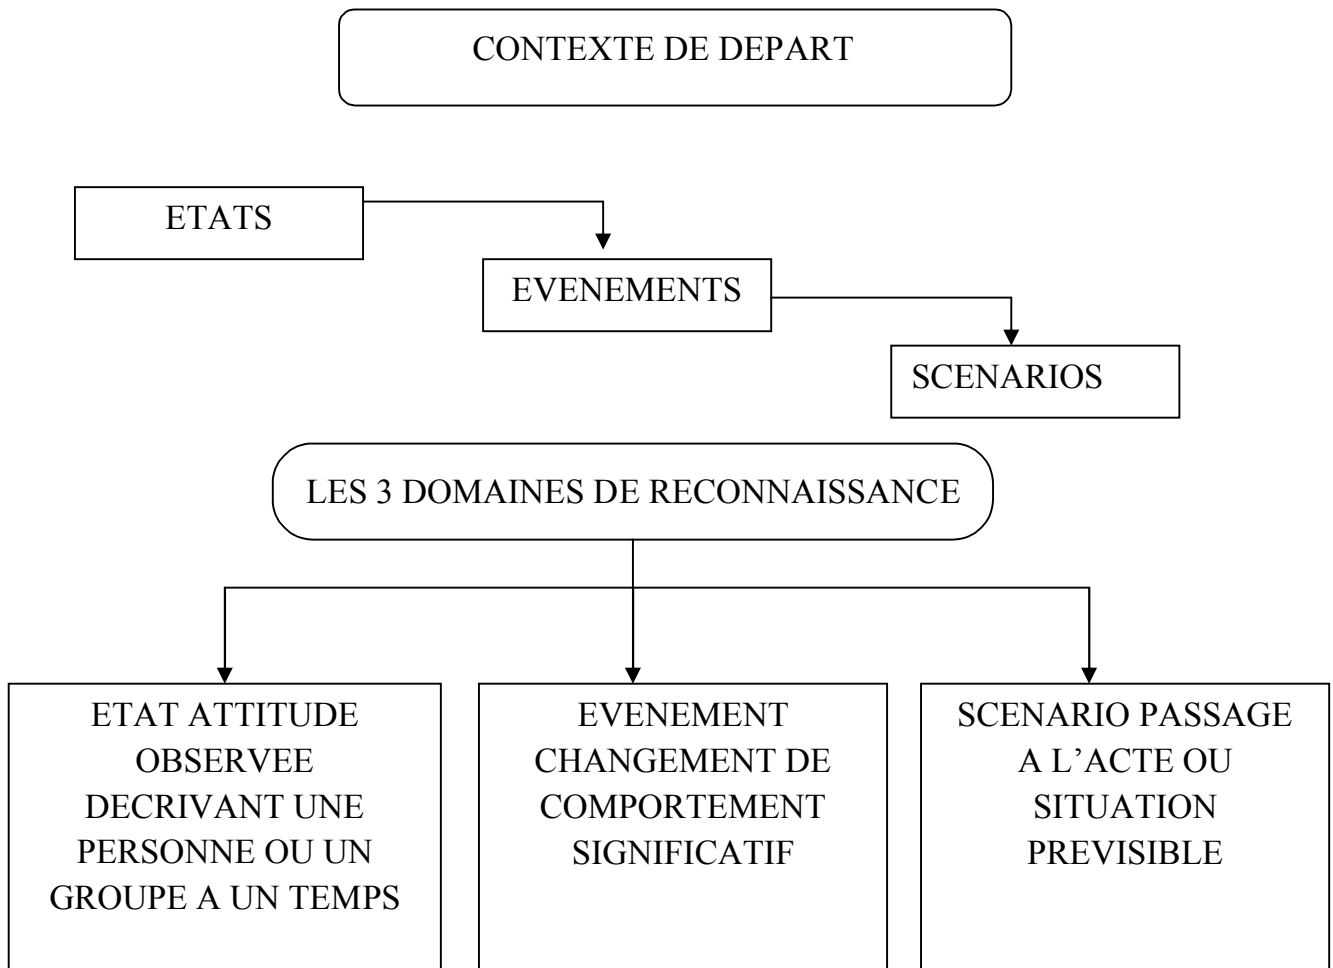 CONTEXTE DE DEPART
ETATS
EVENEMENTS
SCENARIOS
LES 3 DOMAINES DE RECONNAISSANCE
ETAT ATTITUDE
OBSERVEE
DECRIVANT UNE
PERSONNE OU UN
GROUPE A UN TEMPS
EVENEMENT
CHANGEMENT DE
COMPORTEMENT
SIGNIFICATIF
SCENARIO PASSAGE
A L’ACTE OU
SITUATION
PREVISIBLE